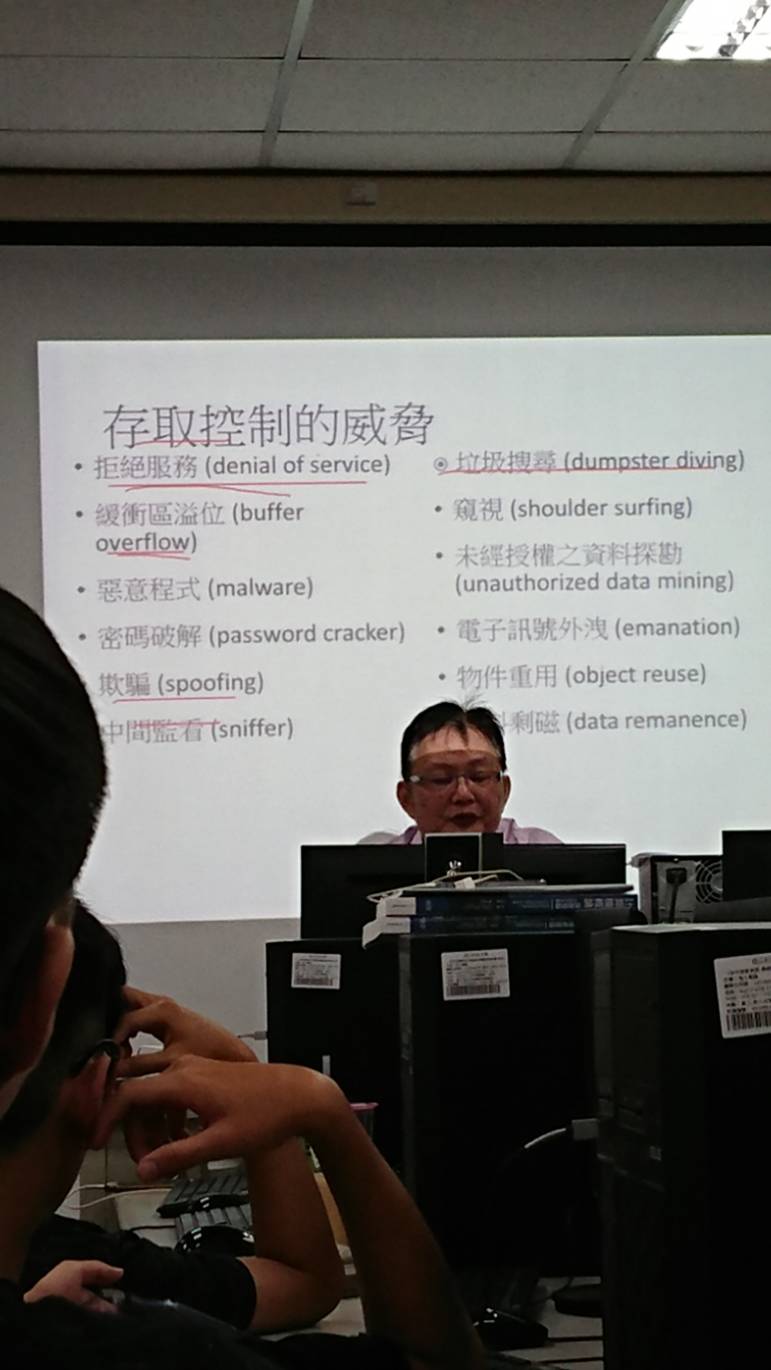 存取控制的威脅
• 拒絕服務 (denial of service)
• 緩衝區溢位 (buffer
overflow)
• 惡意程式 (malware)
• 密碼破解 (password cracker)
欺騙 (spoofing)
中間監看 (sniffer)
垃圾搜尋 (dumpster diving)
• 窺視 (shoulder surfing)
• 未經授權之資料探勘
(unauthorized data mining)
• 電子訊號外洩 (emanation)
• 物件重用 (object reuse)
剩磁 (data remanence)